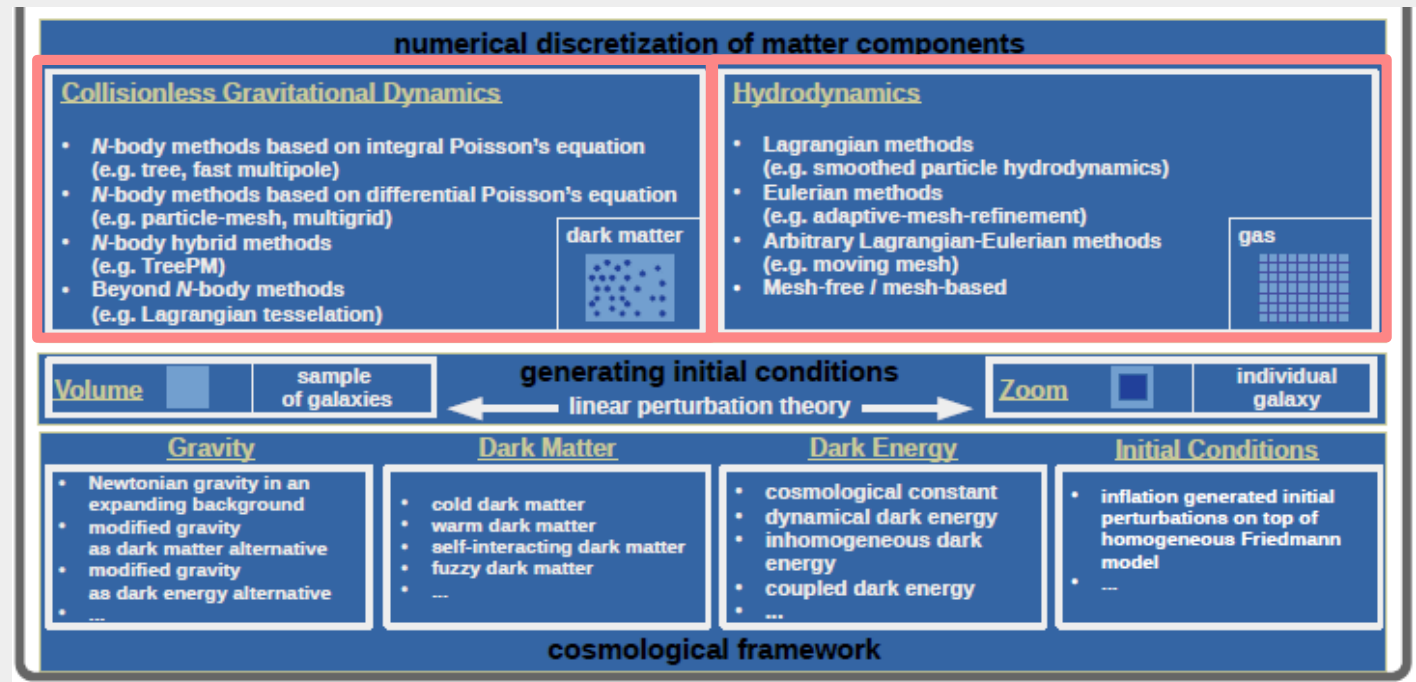 numerical discretization of matter components
Collisionless Gravitational Dynamics
• N-body methods based on integral Poisson's equation
(e.g. tree, fast multipole)
• N-body methods based on differential Poisson's equation
(e.g. particle-mesh, multigrid)
• N-body hybrid methods
(e.g. TreePM)
• Beyond N-body methods
(e.g. Lagrangian tesselation)
dark matter
Hydrodynamics
• Lagrangian methods
(e.g. smoothed particle hydrodynamics)
• Eulerian methods
(e.g. adaptive-mesh-refinement)
• Arbitrary Lagrangian-Eulerian methods
(e.g. moving mesh)
• Mesh-free / mesh-based
gas
Volume
sample
of galaxies
generating initial conditions
linear perturbation theory
Zoom
individual
galaxy
Gravity
• Newtonian gravity in an
expanding background
• modified gravity
as dark matter alternative
• modified gravity
as dark energy alternative
• ...
Dark Matter
• cold dark matter
• warm dark matter
• self-interacting dark matter
• fuzzy dark matter
• ...
Dark Energy
• cosmological constant
• dynamical dark energy
• inhomogeneous dark
energy
• coupled dark energy
• ...
Initial Conditions
• inflation generated initial
perturbations on top of
homogeneous Friedmann
model
• ...
cosmological framework